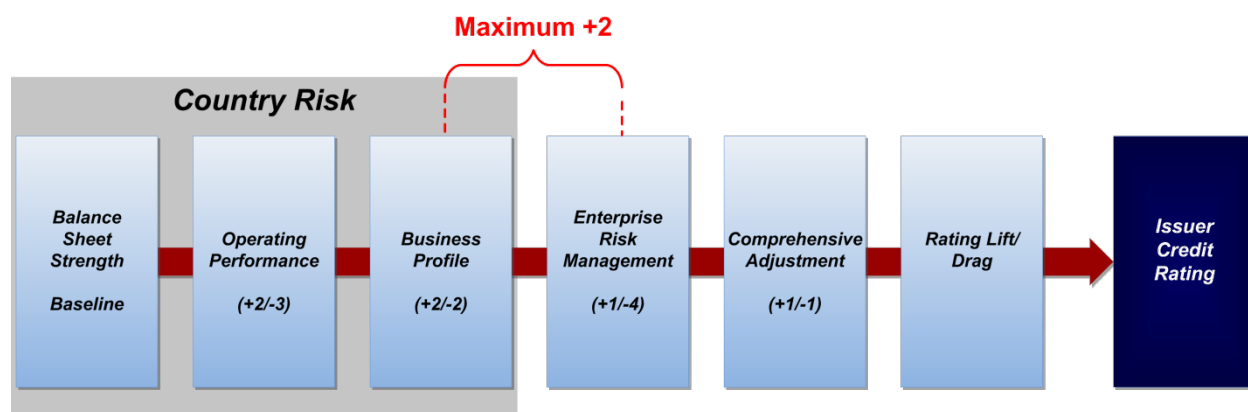 Maximum +2
Country Risk
Balance
Sheet
Strength
Baseline
Operating
Performance
(+2/-3)
Business
Profile
(+2/-2)
Enterprise
Risk
Management
(+1/-4)
Comprehensive
Adjustment
(+1/-1)
Rating Lift/
Drag
Issuer
Credit
Rating